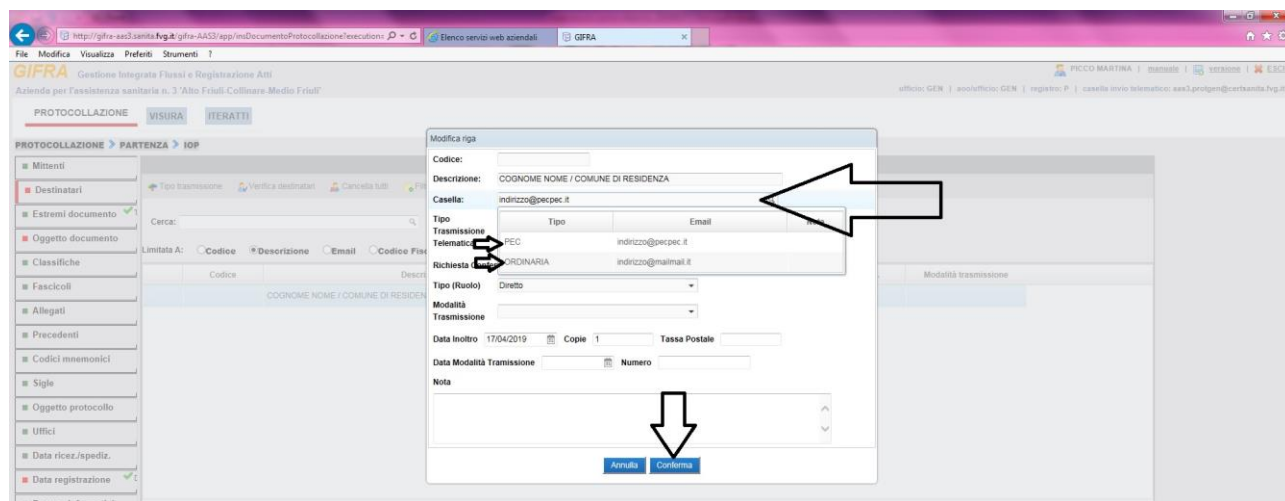 http://gifra-aas3.sanita.fvg.it/gifra-AAS3/app/insDocumentoProtocollazione?execution=
Elenco servizi web aziendali
GIFRA
File Modifica Visualizza Preferiti Strumenti ?
GIFRA Gestione Integrata Flussi e Registrazione Atti
PICCO MARTINA | manuale | versione | ESCI
Azienda per l'assistenza sanitaria n. 3 'Alto Friuli-Collinare-Medio Friuli'
ufficio: GEN | aoo/ufficio: GEN | registro: P | casella invio telematico: aas3.protgen@certsanita.fvg.it
PROTOCOLLAZIONE VISURA ITERATTI
PROTOCOLLAZIONE > PARTENZA > IOP
Mittenti
Destinatari
Estremi documento
Oggetto documento
Classifiche
Fascicoli
Allegati
Precedenti
Codici mnemonici
Sigle
Oggetto protocollo
Uffici
Data ricez./spediz.
Data registrazione
Tipo trasmissione Verifica destinatari Cancella tutti
Cerca:
Limitata A: Codice Descrizione Email Codice Fisc
Codice Descri Modalità trasmissione
COGNOME NOME / COMUNE DI RESIDEN
Modifica riga
Codice:
Descrizione: COGNOME NOME / COMUNE DI RESIDENZA
Casella: indirizzo@pecpec.it
Tipo Trasmissione Telematica
Tipo Email Nota
PEC indirizzo@pecpec.it
ORDINARIA indirizzo@mailmail.it
Richiesta Confer
Tipo (Ruolo) Diretto
Modalità Trasmissione
Data Inoltro 17/04/2019 Copie 1 Tassa Postale
Data Modalità Tramissione Numero
Nota
Annulla Conferma